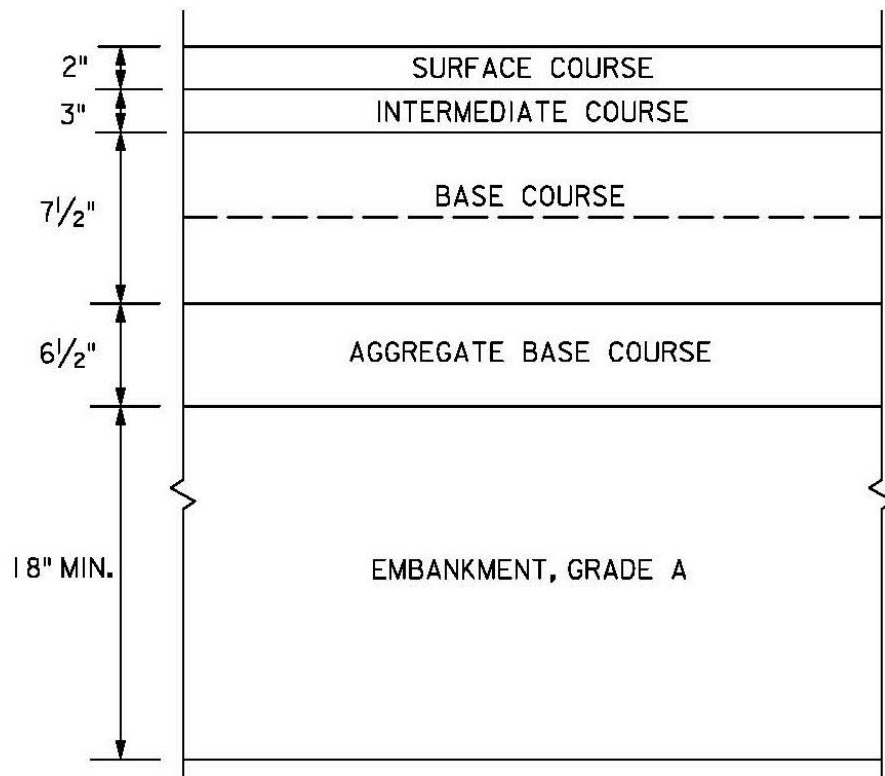 2" SURFACE COURSE
3" INTERMEDIATE COURSE
7 1/2" BASE COURSE
6 1/2" AGGREGATE BASE COURSE
18" MIN. EMBANKMENT, GRADE A